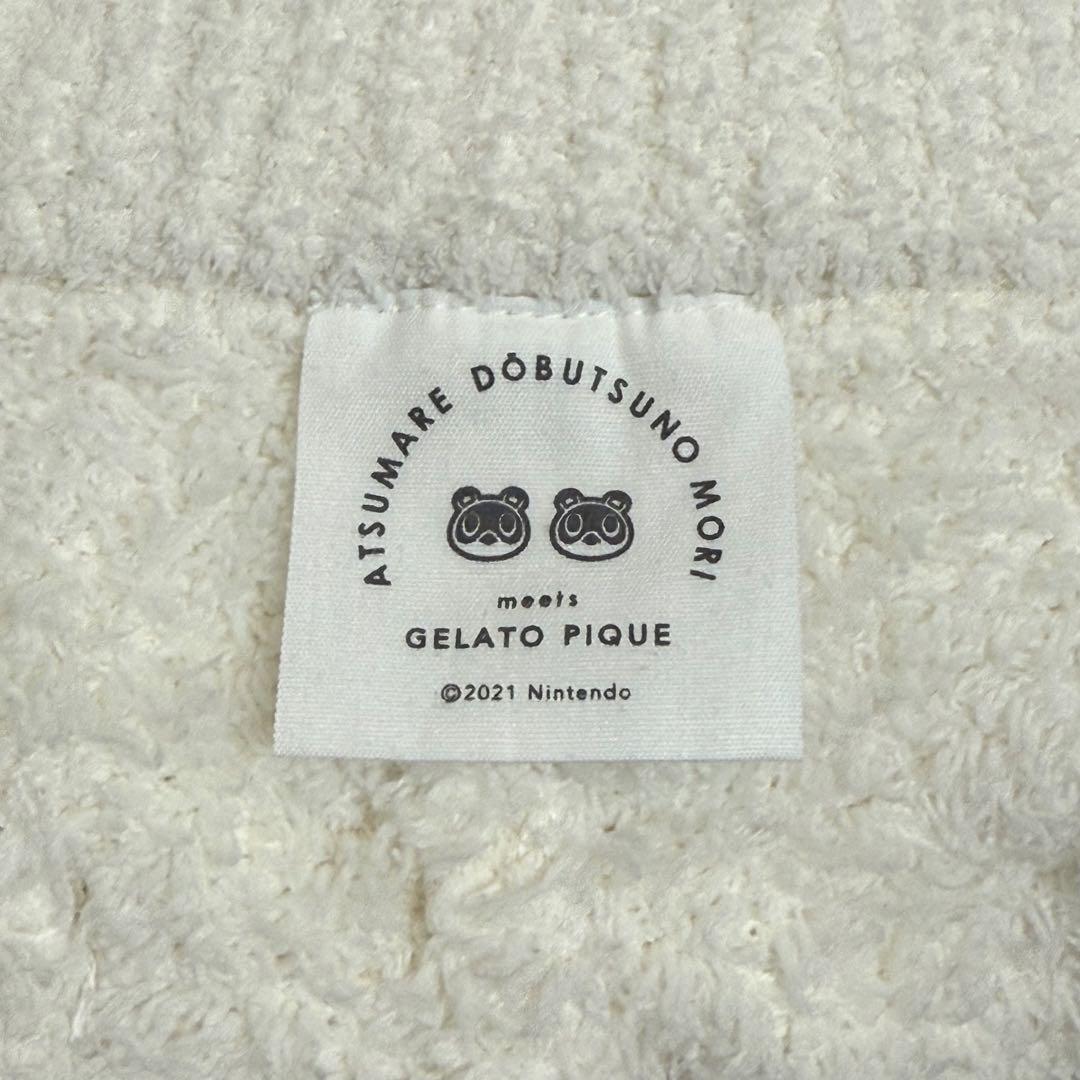 ATSUMARE DŌBUTSUNO MORI
meets
GELATO PIQUE
©2021 Nintendo